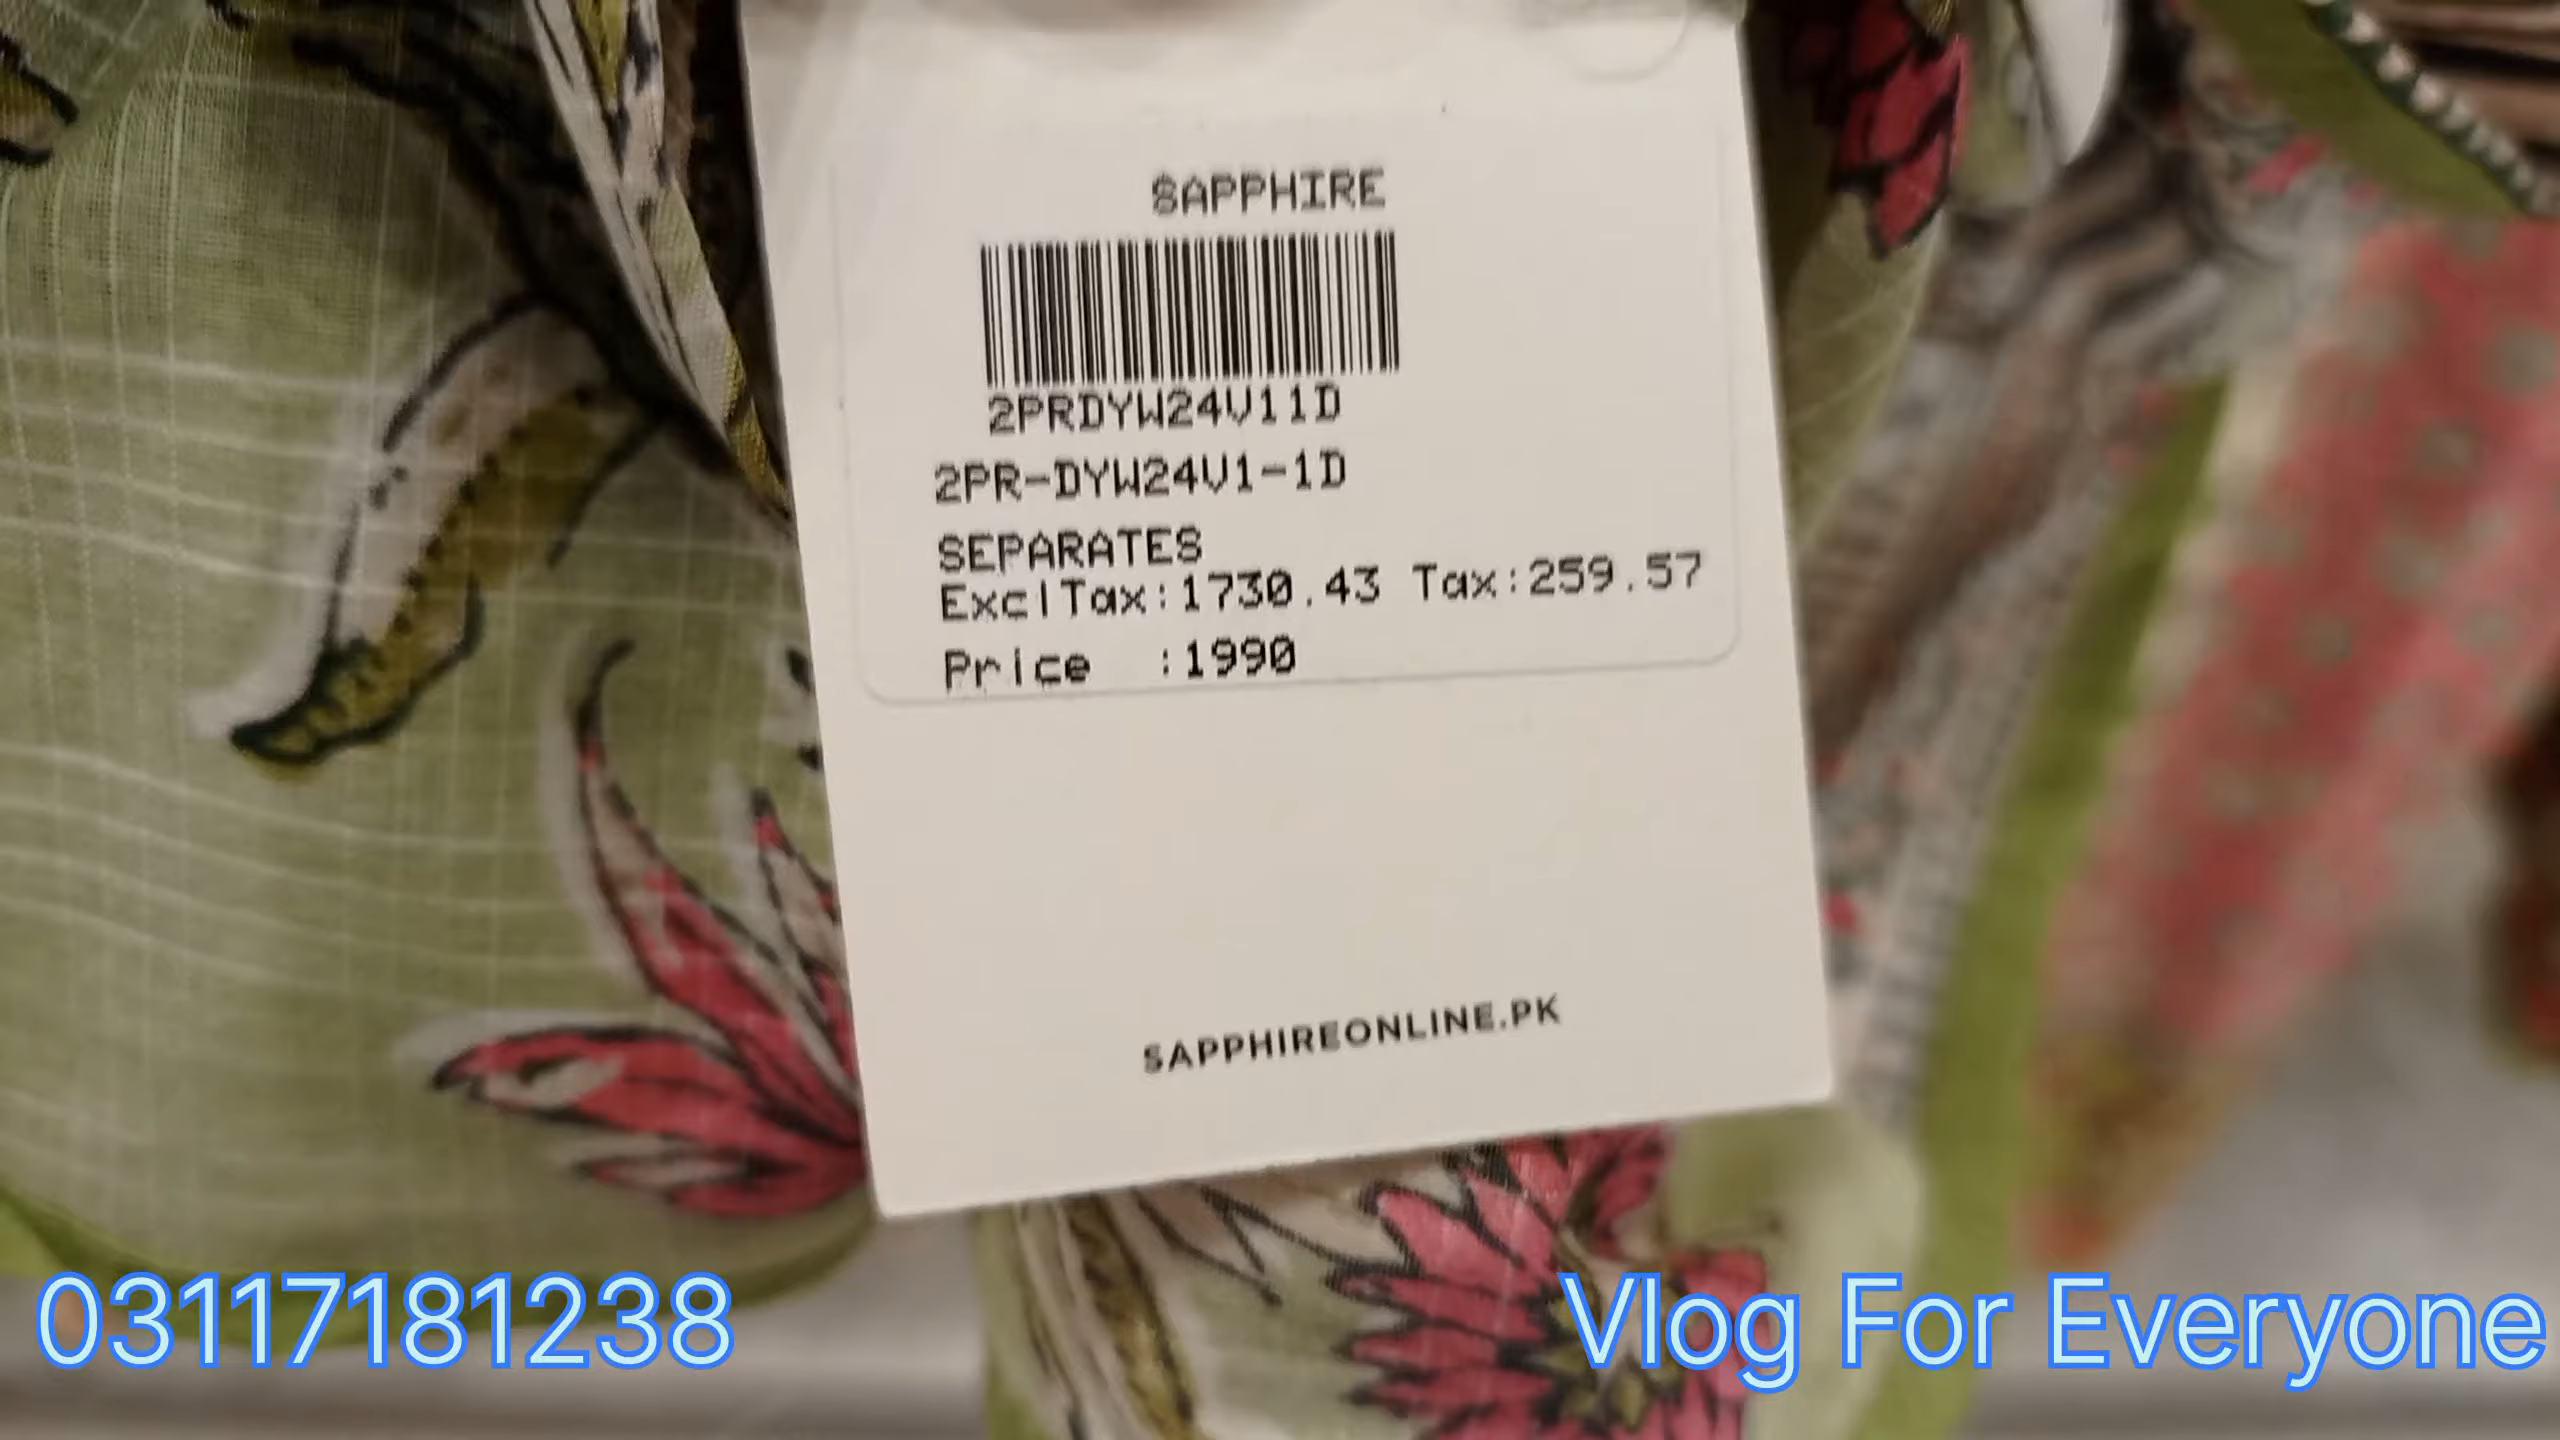 SAPPHIRE
2PRDYW24V11D
2PR-DYW24V1-1D
SEPARATES
ExclTax:1730.43 Tax:259.57
Price :1990
SAPPHIREONLINE.PK
03117181238
Vlog For Everyone